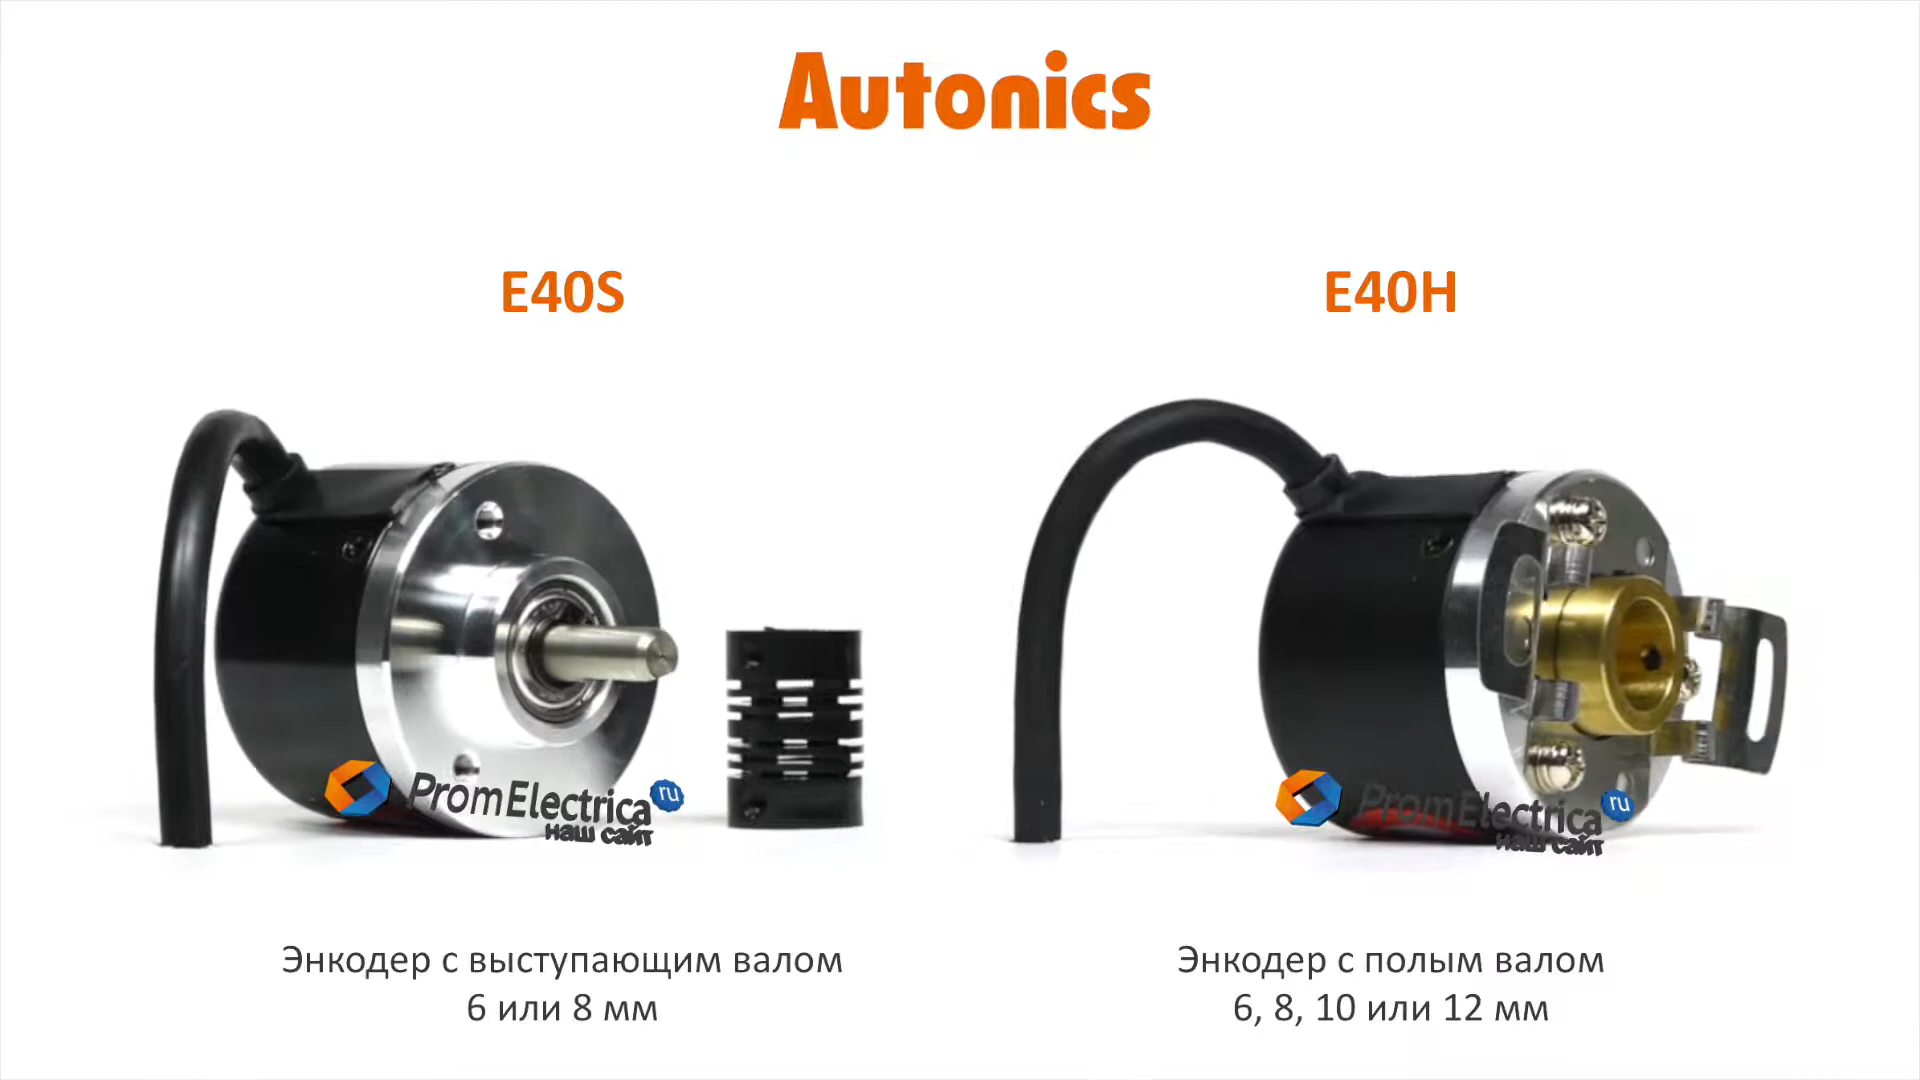 Autonics
E40S
E40H
PromElectrica ru
наш сайт
PromElectrica ru
наш сайт
Энкодер с выступающим валом
6 или 8 мм
Энкодер с полым валом
6, 8, 10 или 12 мм